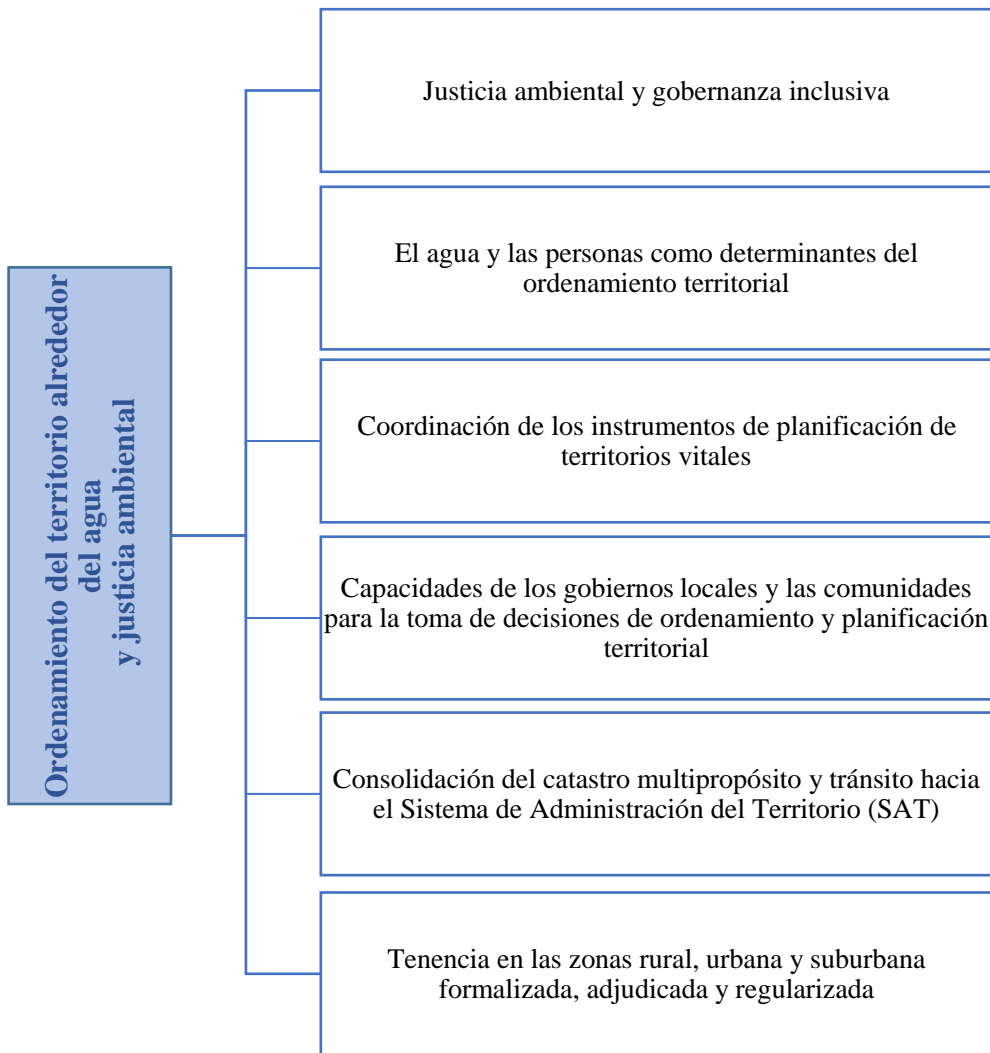 Ordenamiento del territorio alrededor
del agua
y justicia ambiental
Justicia ambiental y gobernanza inclusiva
El agua y las personas como determinantes del
ordenamiento territorial
Coordinación de los instrumentos de planificación de
territorios vitales
Capacidades de los gobiernos locales y las comunidades
para la toma de decisiones de ordenamiento y planificación
territorial
Consolidación del catastro multipropósito y tránsito hacia
el Sistema de Administración del Territorio (SAT)
Tenencia en las zonas rural, urbana y suburbana
formalizada, adjudicada y regularizada